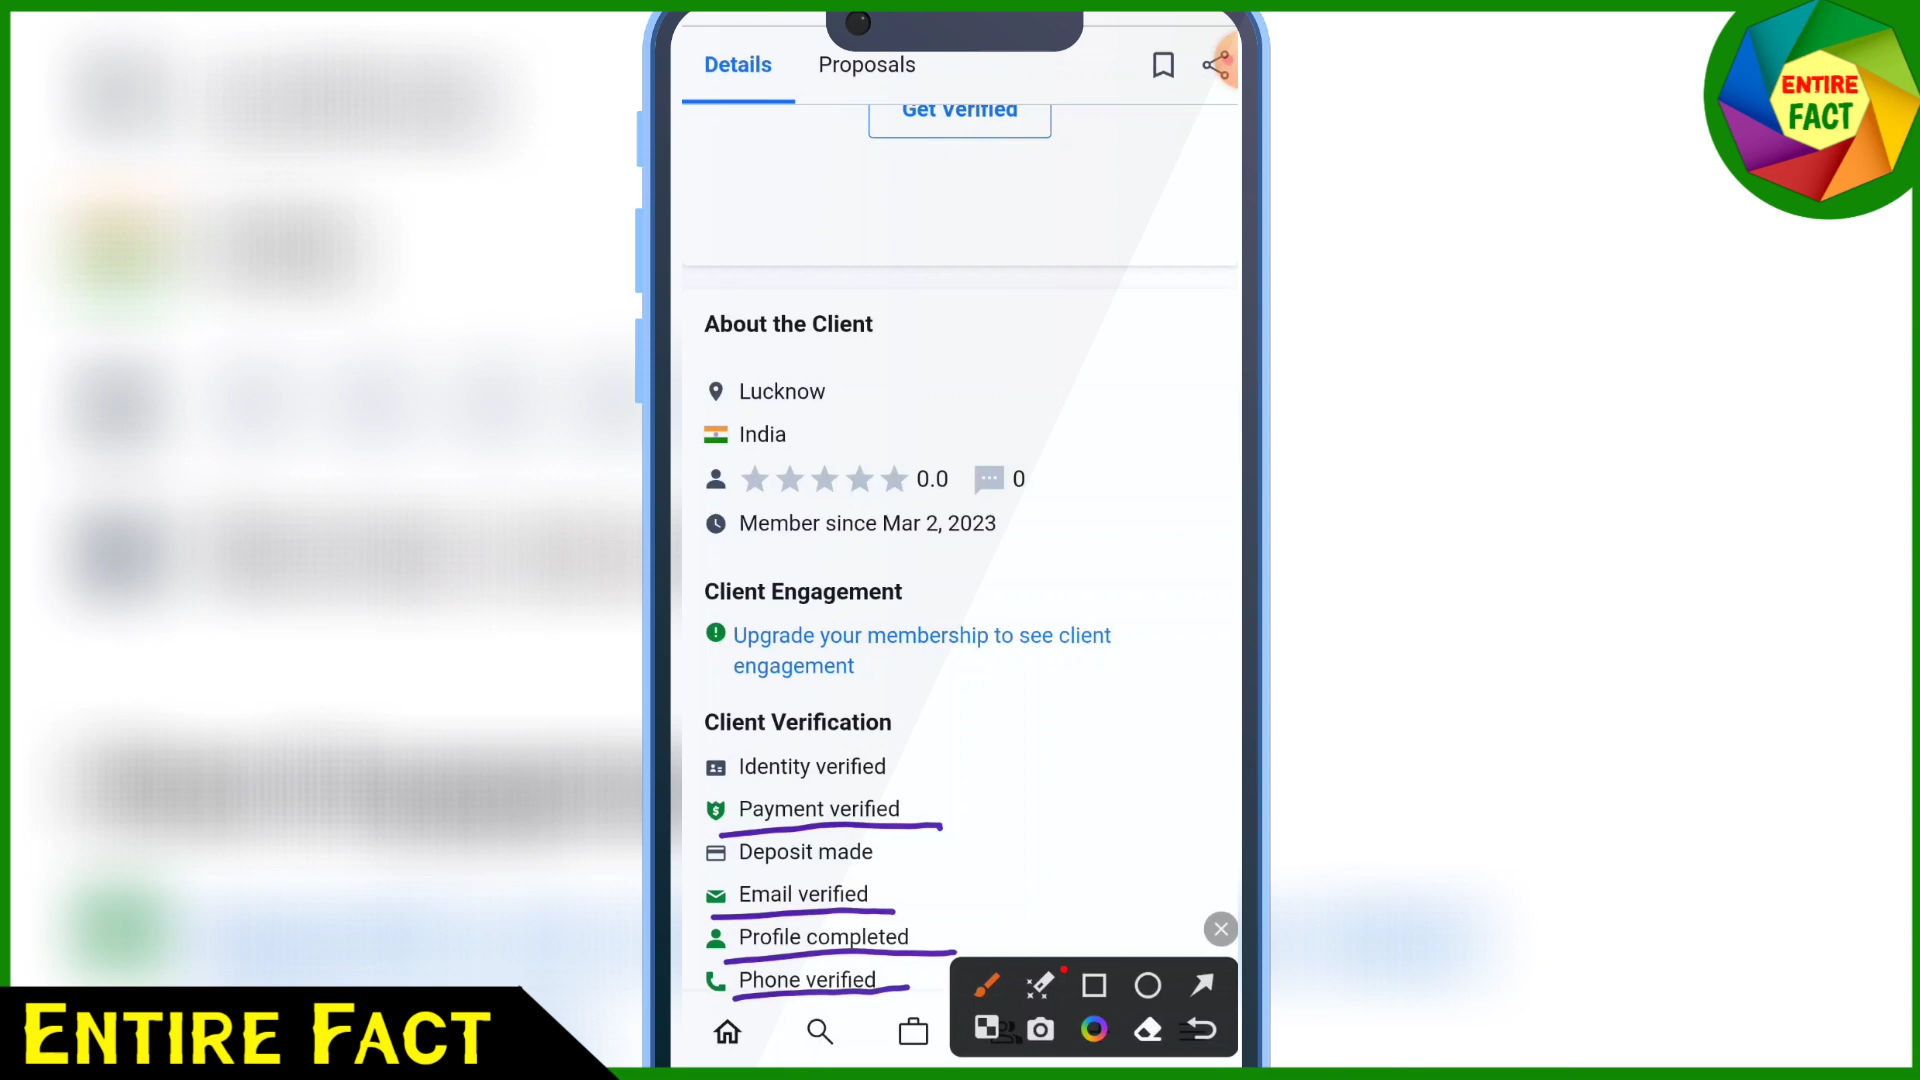 Details Proposals
Get Verified
ENTIRE
FACT
About the Client
Lucknow
India
0.0 0
Member since Mar 2, 2023
Client Engagement
Upgrade your membership to see client
engagement
Client Verification
Identity verified
Payment verified
Deposit made
Email verified
Profile completed
Phone verified
ENTIRE FACT